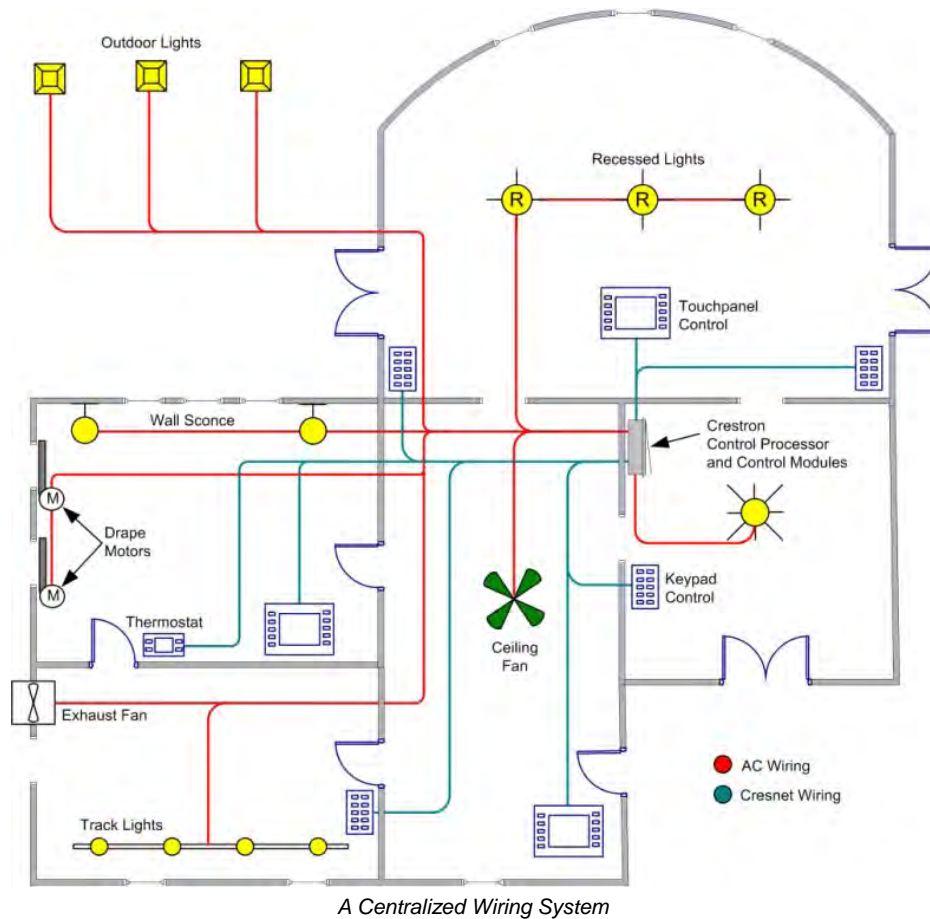 Outdoor Lights
Recessed Lights
R
R
R
Touchpanel
Control
Wall Sconce
Crestron
Control Processor
and Control Modules
M
Drape
Motors
M
Keypad
Control
Thermostat
Ceiling
Fan
Exhaust Fan
AC Wiring
Cresnet Wiring
Track Lights
A Centralized Wiring System